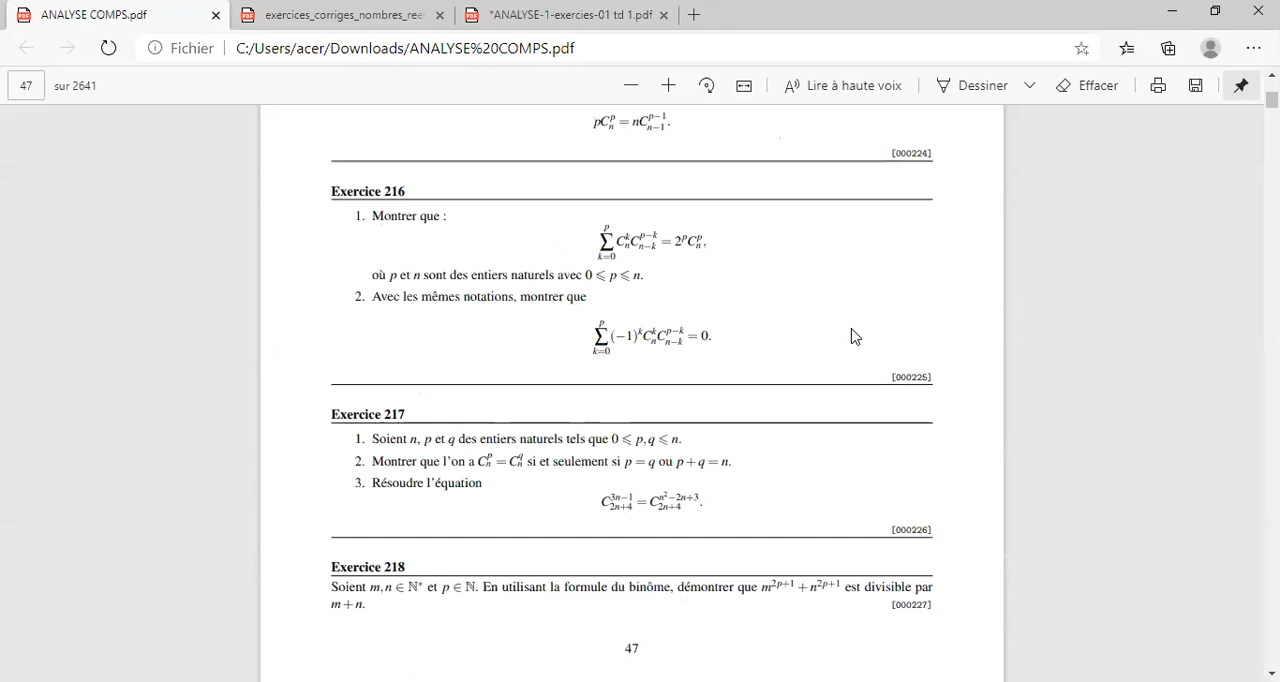 ANALYSE COMPS.pdf
exercices_corriges_nombres_ree
*ANALYSE-1-exercies-01 td 1.pdf
Fichier
C:/Users/acer/Downloads/ANALYSE%20COMPS.pdf
47 sur 2641
Lire à haute voix
Dessiner
Effacer
pC_n^p = nC_{n-1}^{p-1}.
[000224]
Exercice 216
1. Montrer que :
∑_{k=0}^{p} C_n^k C_{n-k}^{p-k} = 2^p C_n^p,
où p et n sont des entiers naturels avec 0 ⩽ p ⩽ n.
2. Avec les mêmes notations, montrer que
∑_{k=0}^{p} (−1)^k C_n^k C_{n-k}^{p-k} = 0.
[000225]
Exercice 217
1. Soient n, p et q des entiers naturels tels que 0 ⩽ p,q ⩽ n.
2. Montrer que l'on a C_n^p = C_n^q si et seulement si p = q ou p+q = n.
3. Résoudre l'équation
C_{2n+4}^{3n−1} = C_{2n+4}^{n²−2n+3}.
[000226]
Exercice 218
Soient m,n ∈ ℕ* et p ∈ ℕ. En utilisant la formule du binôme, démontrer que m^{2p+1} + n^{2p+1} est divisible par
m+n.
[000227]
47